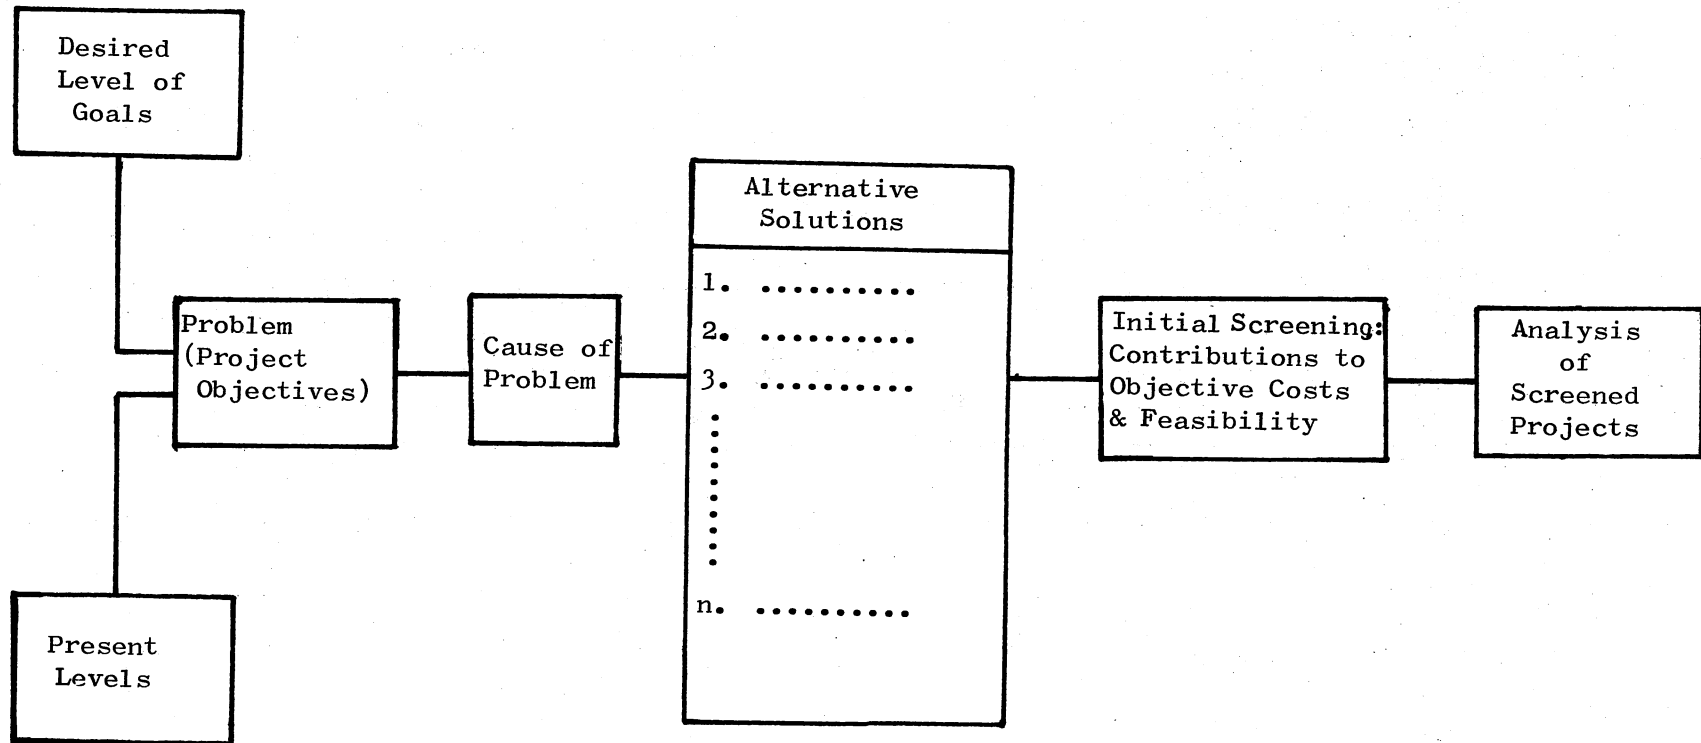 Desired
Level of
Goals
Problem
(Project
Objectives)
Present
Levels
Cause of
Problem
Alternative
Solutions
1. ..........
2. ..........
3. ..........
n. ..........
Initial Screening:
Contributions to
Objective Costs
& Feasibility
Analysis
of
Screened
Projects